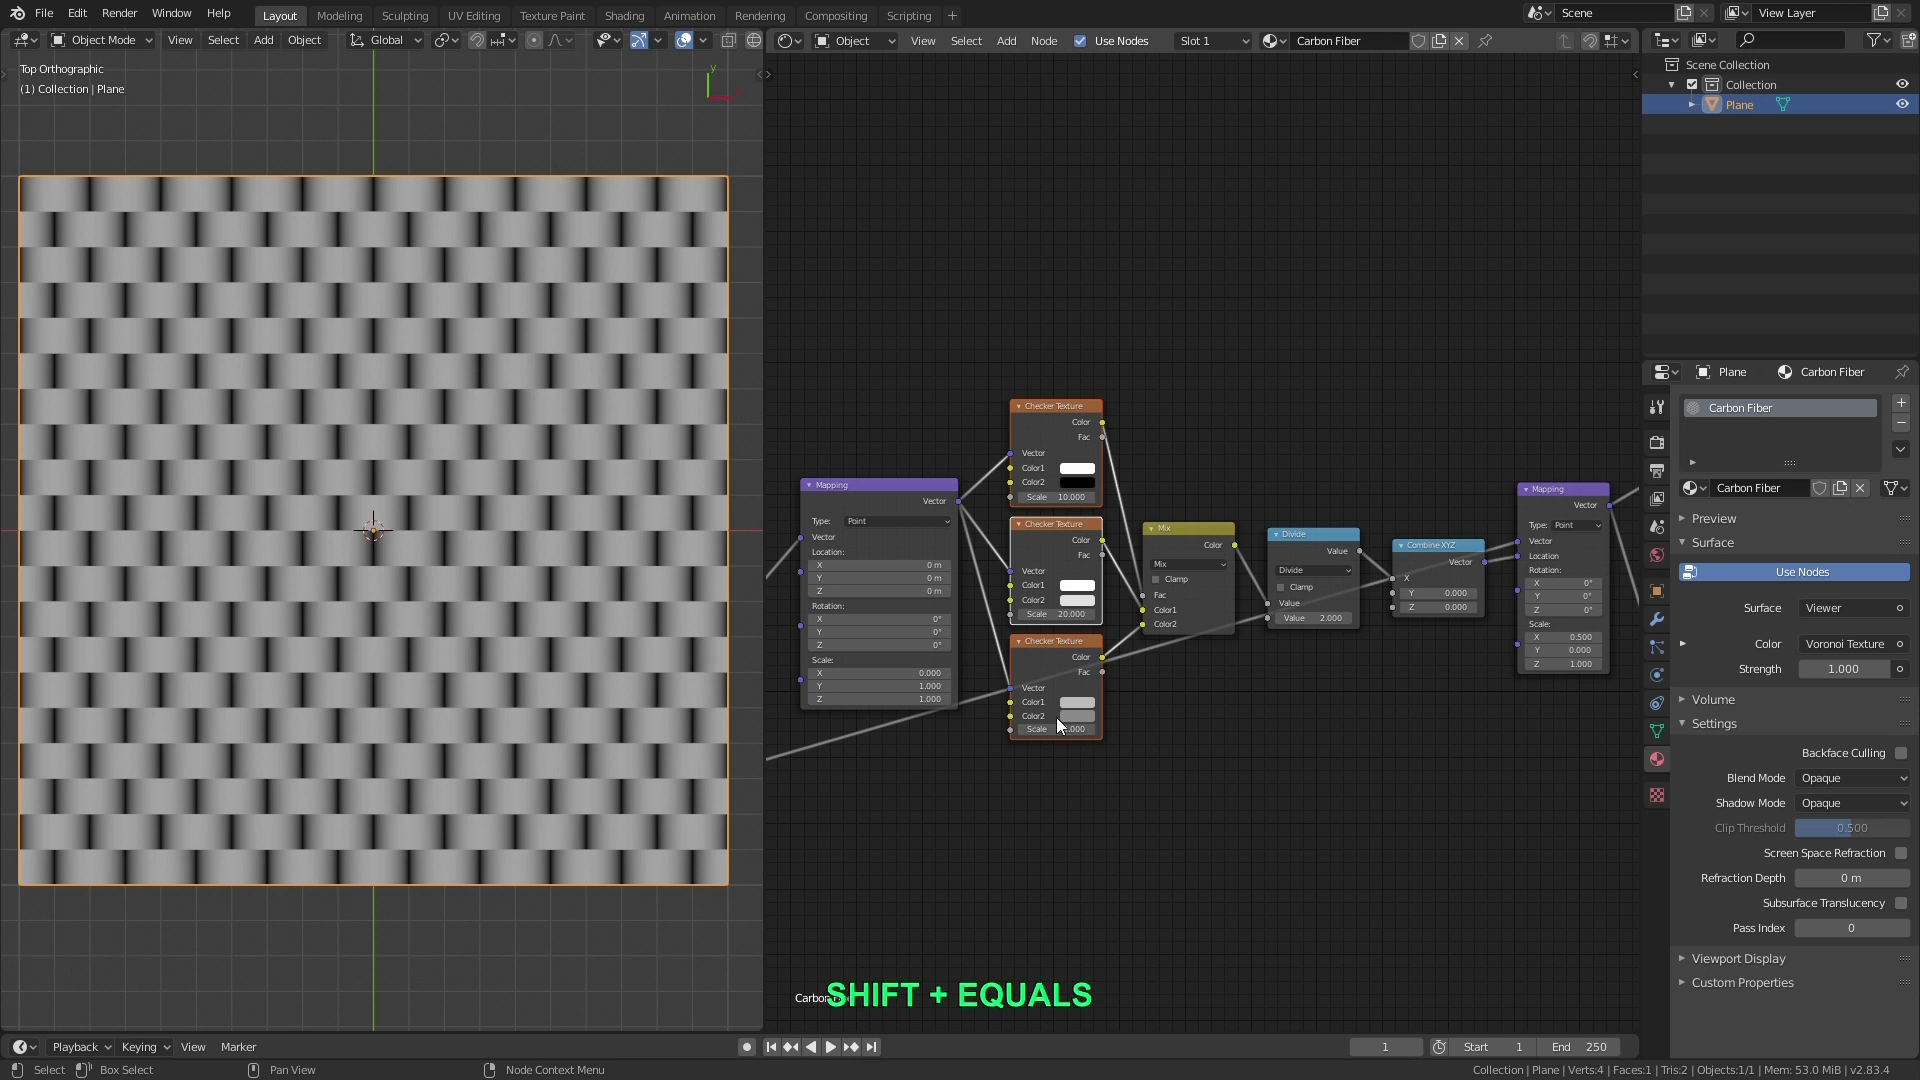 File Edit Render Window Help Layout Modeling Sculpting UV Editing Texture Paint Shading Animation Rendering Compositing Scripting + Scene View Layer
Object Mode View Select Add Object Global
Object View Select Add Node Use Nodes Slot 1 Carbon Fiber
Top Orthographic
(1) Collection | Plane
y
Scene Collection
Collection
Plane
Plane Carbon Fiber
Carbon Fiber
Carbon Fiber
Preview
Surface
Use Nodes
Surface Viewer
Color Voronoi Texture
Strength 1.000
Volume
Settings
Backface Culling
Blend Mode Opaque
Shadow Mode Opaque
Clip Threshold 0.500
Screen Space Refraction
Refraction Depth 0 m
Subsurface Translucency
Pass Index 0
Viewport Display
Custom Properties
Mapping
Vector
Type: Point
Vector
Location:
X 0 m
Y 0 m
Z 0 m
Rotation:
X 0°
Y 0°
Z 0°
Scale:
X 0.000
Y 1.000
Z 1.000
Checker Texture
Color
Fac
Vector
Color1
Color2
Scale 10.000
Checker Texture
Color
Fac
Vector
Color1
Color2
Scale 20.000
Checker Texture
Color
Fac
Vector
Color1
Color2
Scale
Mix
Color
Mix
Clamp
Fac
Color1
Color2
Divide
Value
Divide
Clamp
Value
Value 2.000
Combine XYZ
Vector
X
Y 0.000
Z 0.000
Mapping
Vector
Type: Point
Vector
Location
Rotation:
X 0°
Y 0°
Z 0°
Scale:
X 0.500
Y 0.000
Z 1.000
SHIFT + EQUALS
Playback Keying View Marker 1 Start 1 End 250
Select Box Select Pan View Node Context Menu Collection | Plane | Verts:4 | Faces:1 | Tris:2 | Objects:1/1 | Mem: 53.0 MiB | v2.83.4